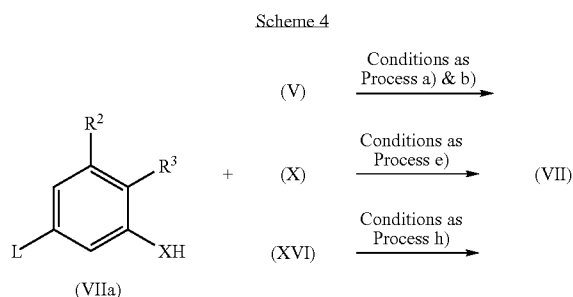 Scheme 4
R²
R³
L
XH
(VIIa)
+
(V)
Conditions as
Process a) & b)
(X)
Conditions as
Process e)
(VII)
(XVI)
Conditions as
Process h)